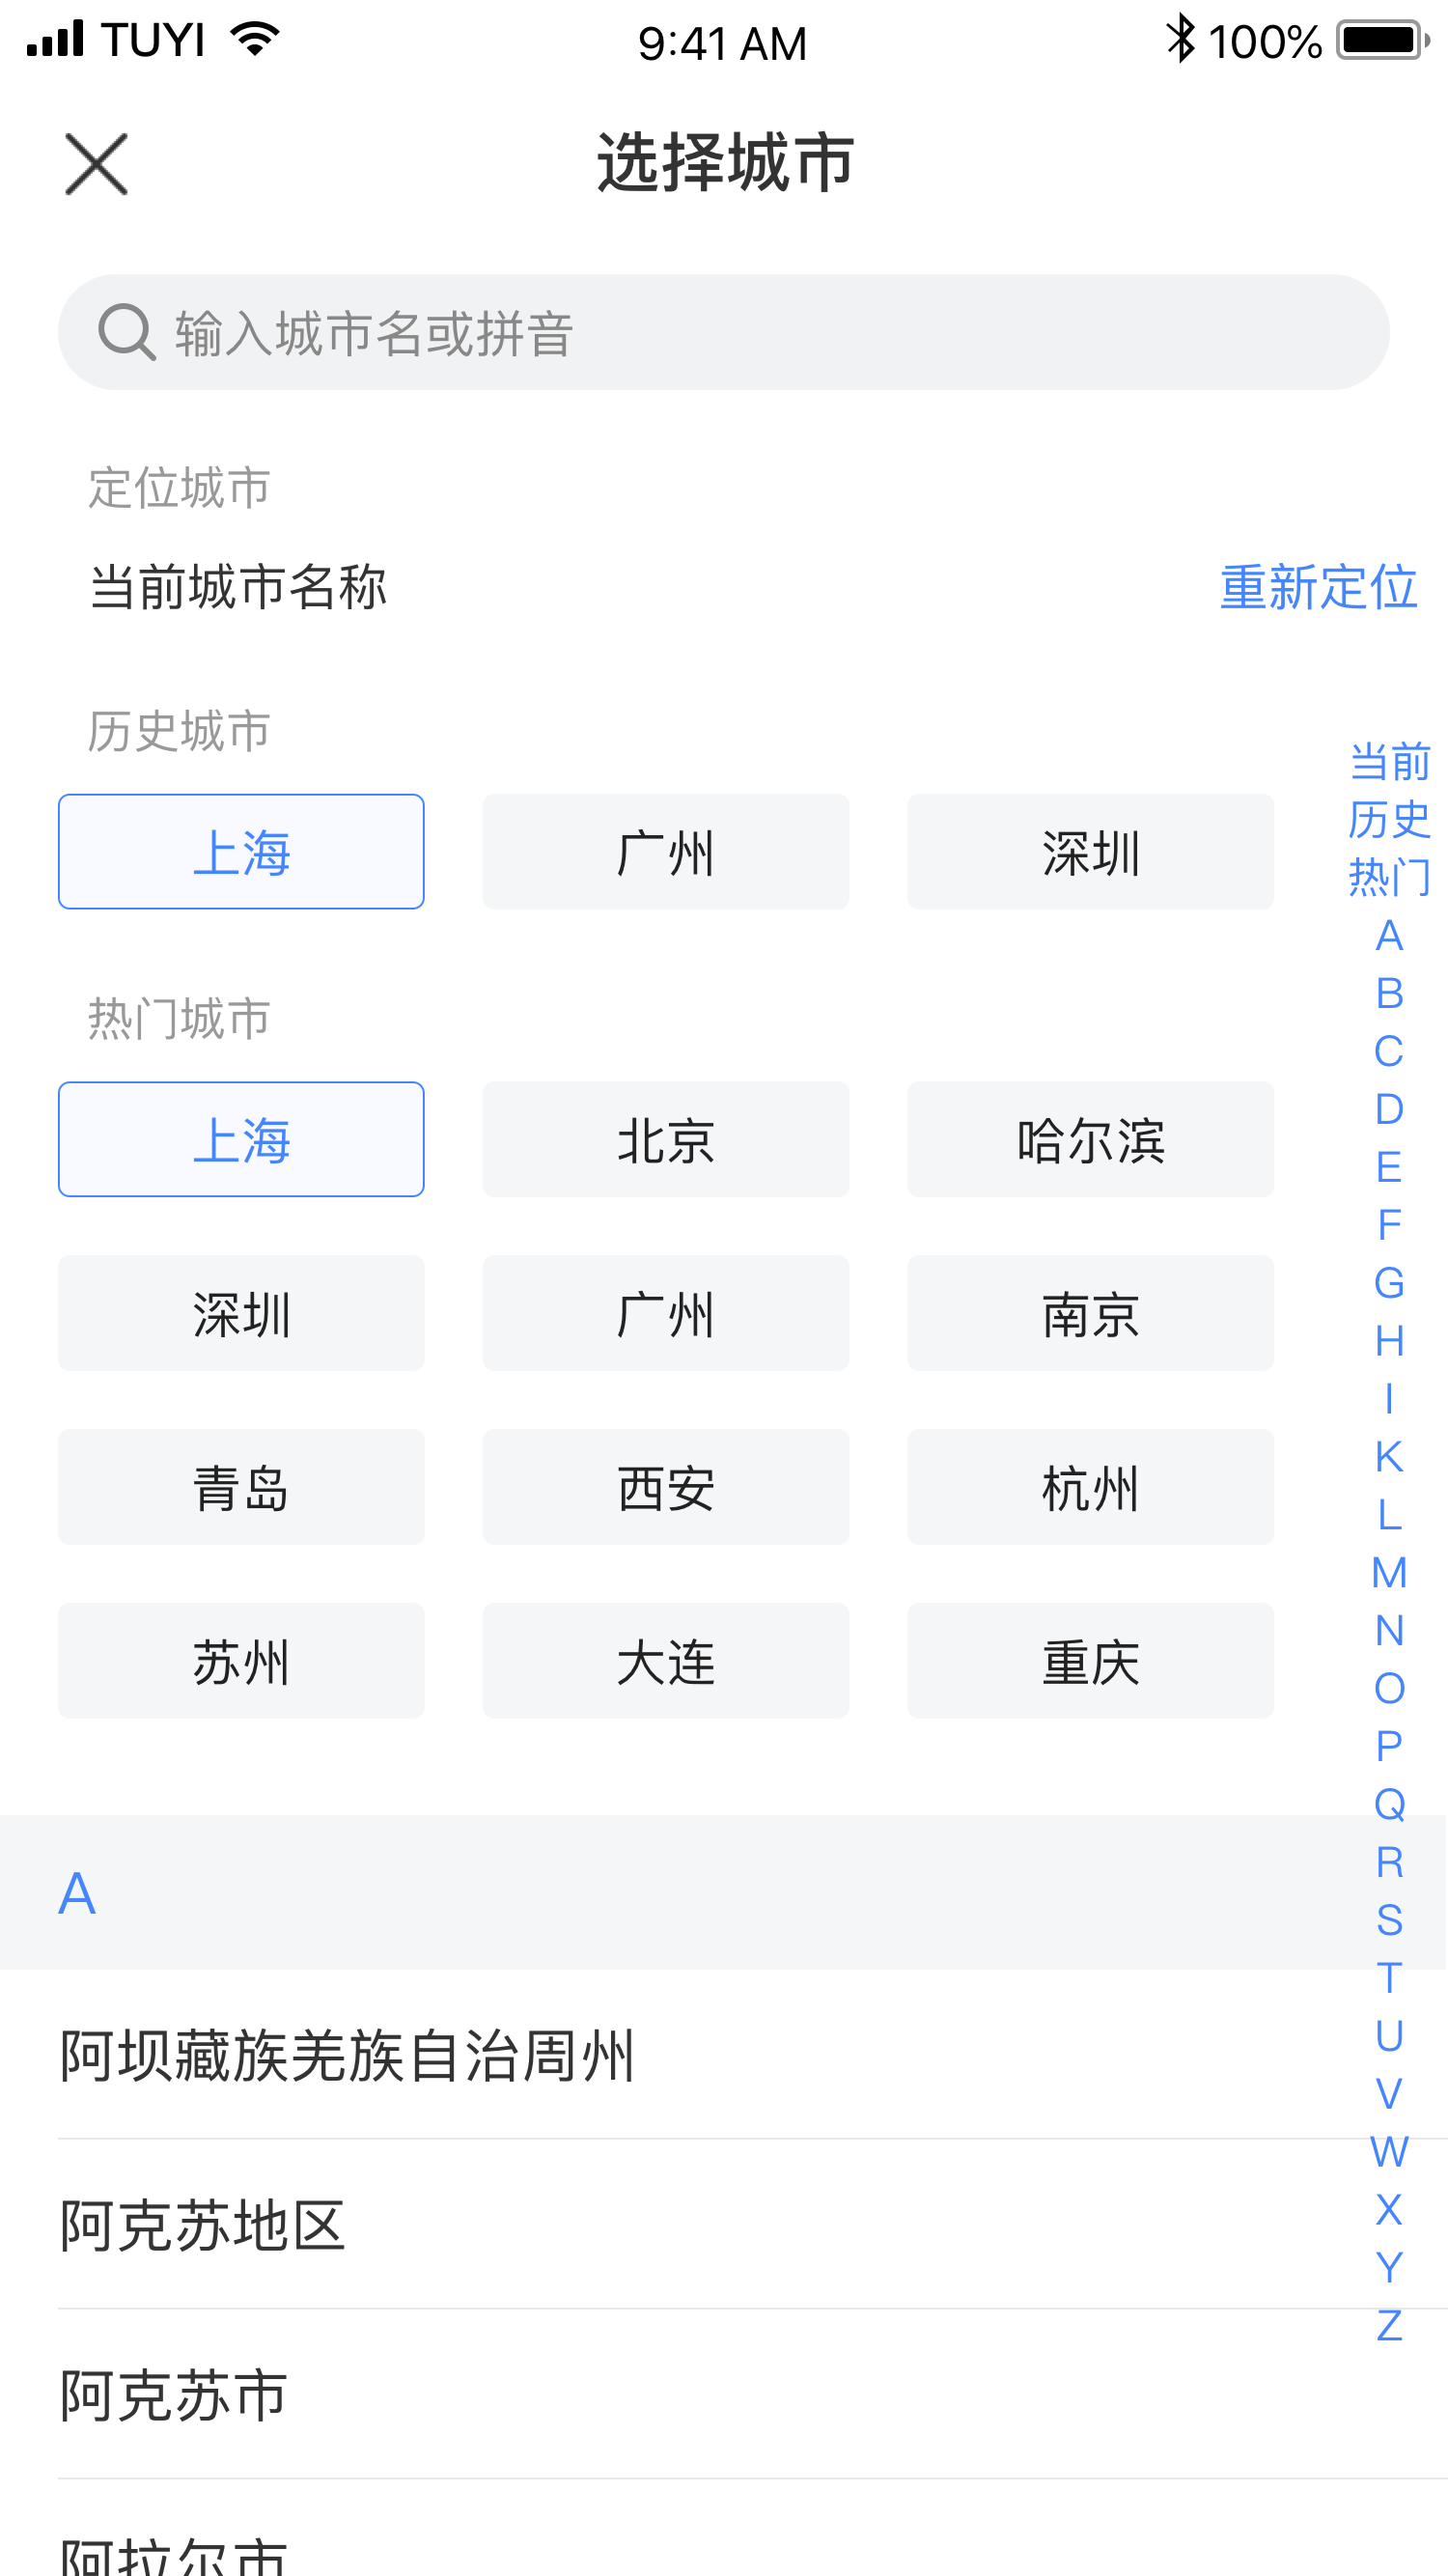 TUYI 9:41 AM 100%
选择城市
输入城市名或拼音
定位城市
当前城市名称 重新定位
历史城市
上海 广州 深圳
热门城市
上海 北京 哈尔滨
深圳 广州 南京
青岛 西安 杭州
苏州 大连 重庆
A
阿坝藏族羌族自治周州
阿克苏地区
阿克苏市
阿拉尔市
当前
历史
热门
A
B
C
D
E
F
G
H
I
K
L
M
N
O
P
Q
R
S
T
U
V
W
X
Y
Z